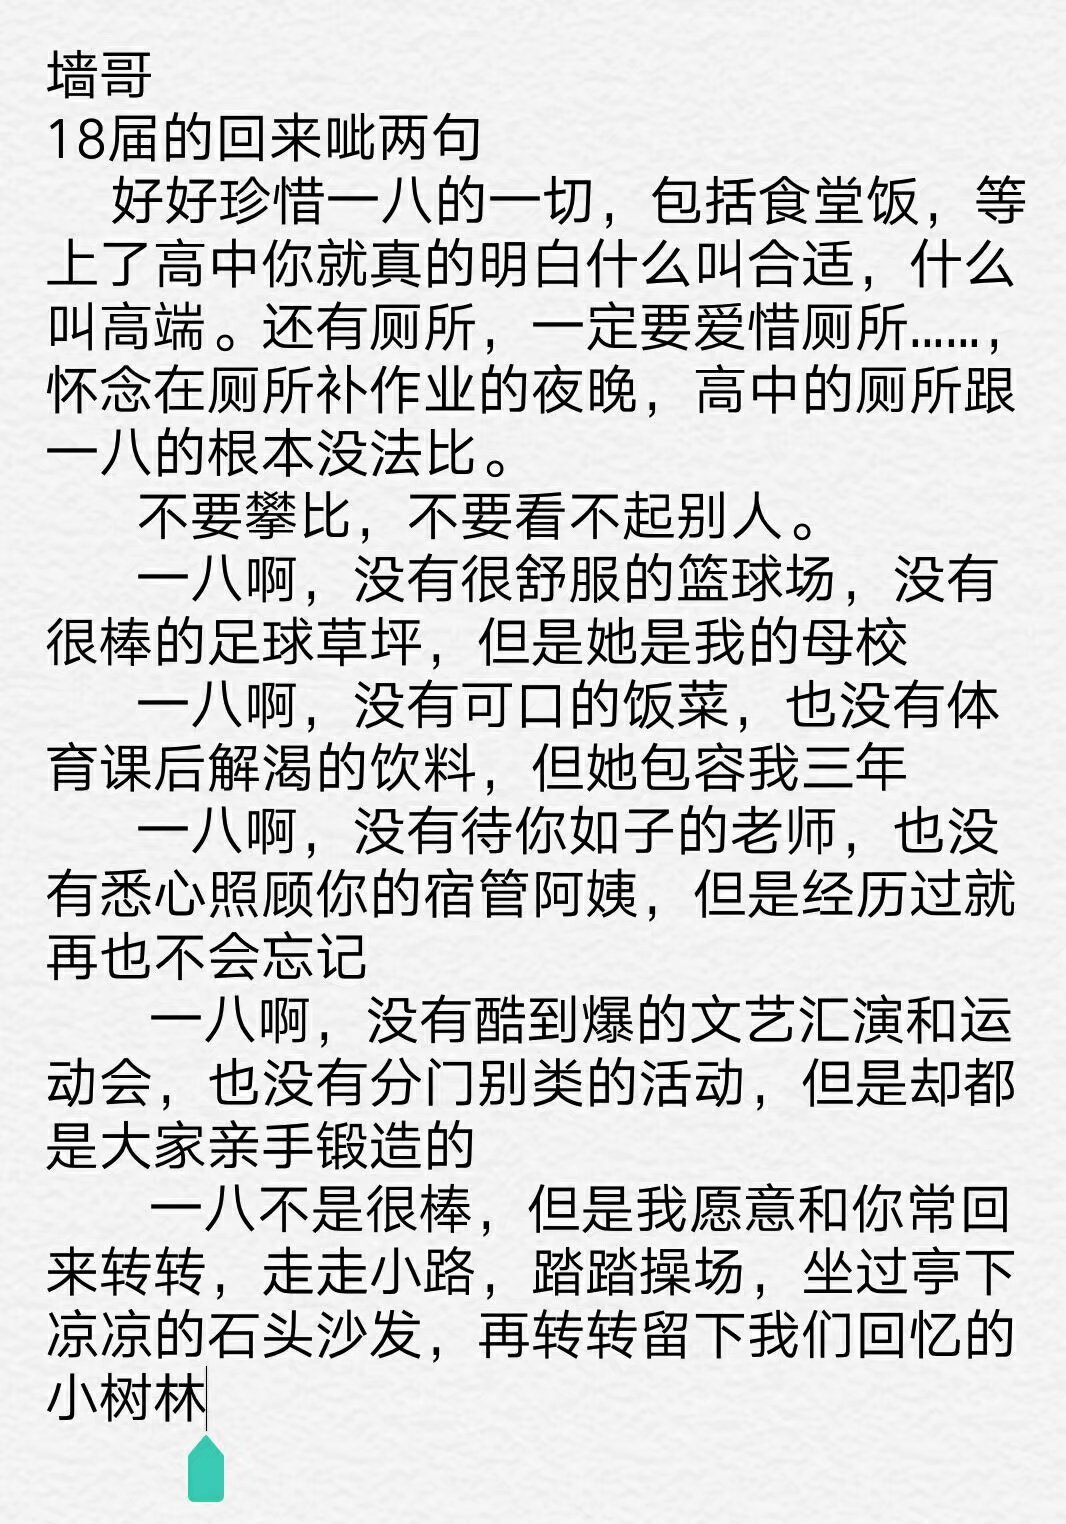 墙哥
18届的回来呲两句
好好珍惜一八的一切，包括食堂饭，等
上了高中你就真的明白什么叫合适，什么
叫高端。还有厕所，一定要爱惜厕所……，
怀念在厕所补作业的夜晚，高中的厕所跟
一八的根本没法比。
不要攀比，不要看不起别人。
一八啊，没有很舒服的篮球场，没有
很棒的足球草坪，但是她是我的母校
一八啊，没有可口的饭菜，也没有体
育课后解渴的饮料，但她包容我三年
一八啊，没有待你如子的老师，也没
有悉心照顾你的宿管阿姨，但是经历过就
再也不会忘记
一八啊，没有酷到爆的文艺汇演和运
动会，也没有分门别类的活动，但是却都
是大家亲手锻造的
一八不是很棒，但是我愿意和你常回
来转转，走走小路，踏踏操场，坐过亭下
凉凉的石头沙发，再转转留下我们回忆的
小树林